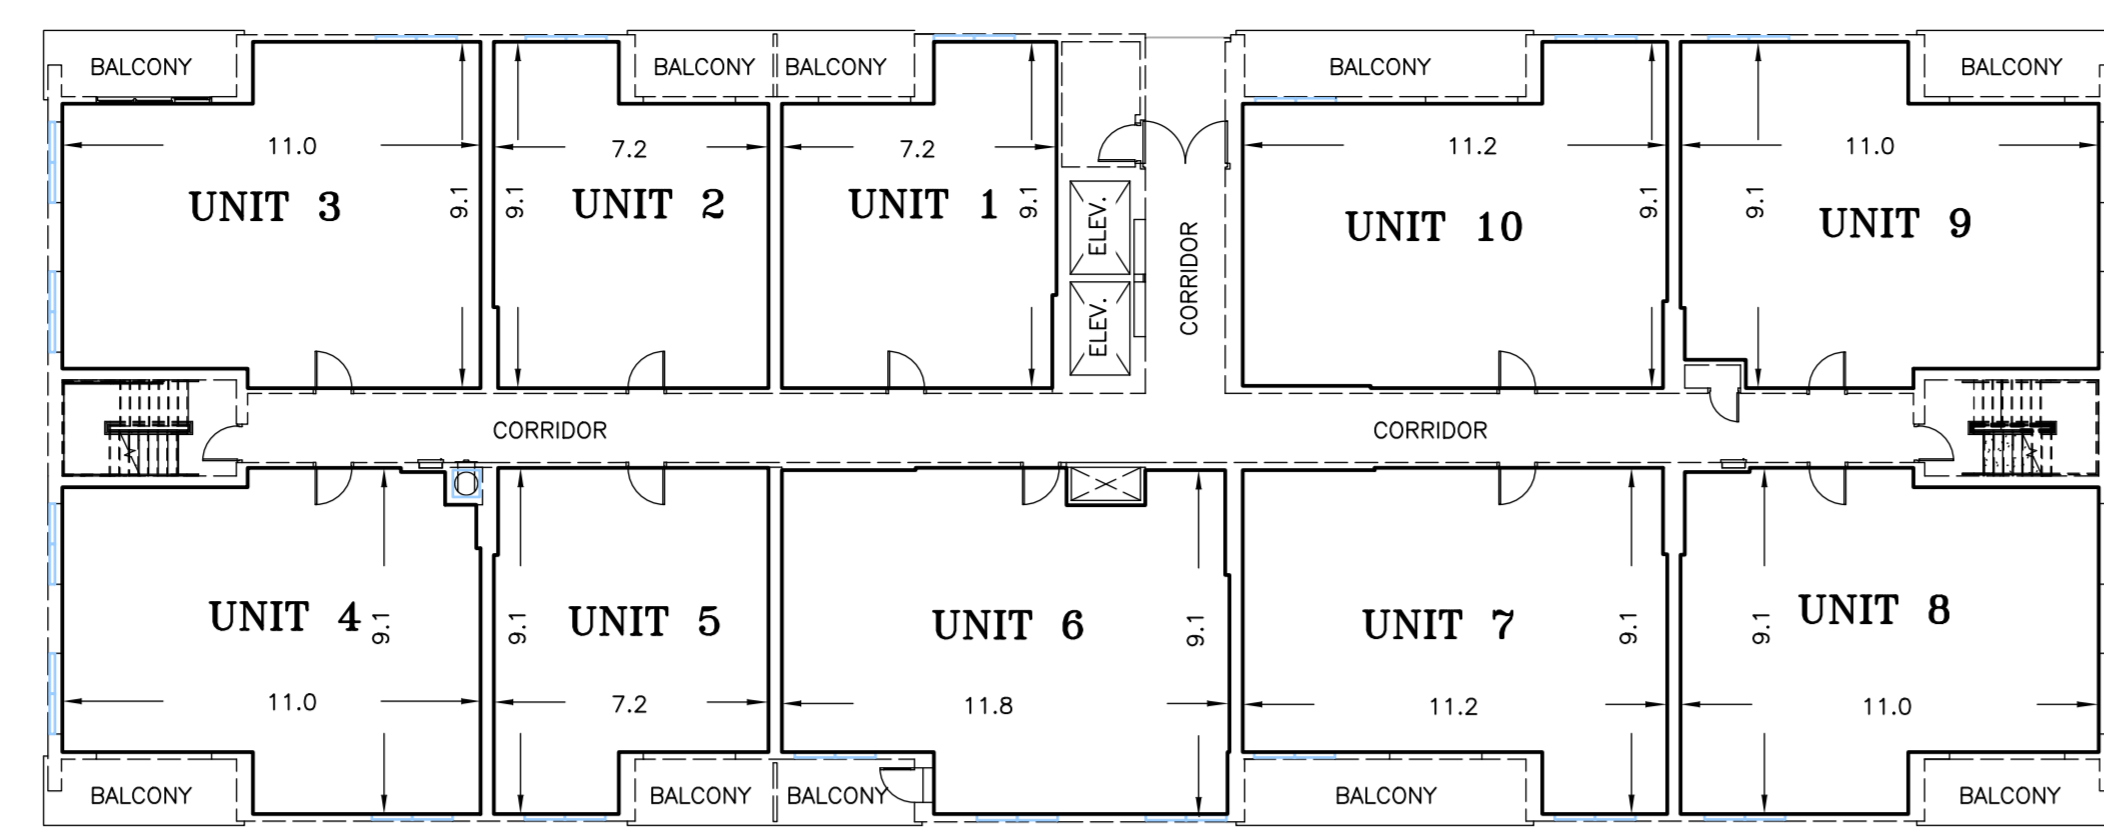 BALCONY
BALCONY
BALCONY
BALCONY
BALCONY
11.0
7.2
7.2
11.2
11.0
UNIT 3
9.1
9.1
UNIT 2
UNIT 1
9.1
ELEV.
ELEV.
CORRIDOR
UNIT 10
9.1
9.1
UNIT 9
CORRIDOR
CORRIDOR
UNIT 4
9.1
9.1
UNIT 5
UNIT 6
9.1
UNIT 7
9.1
9.1
UNIT 8
11.0
7.2
11.8
11.2
11.0
BALCONY
BALCONY
BALCONY
BALCONY
BALCONY